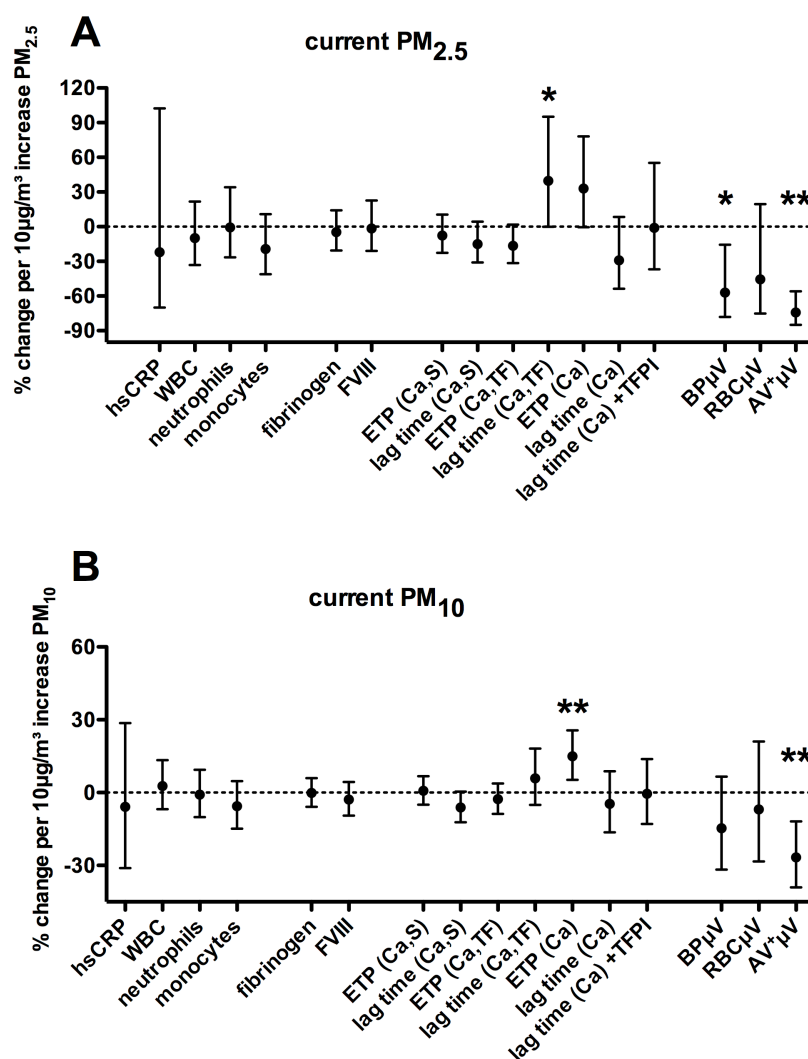 A
current PM2.5
% change per 10µg/m³ increase PM2.5
120
90
60
30
0
-30
-60
-90
*
*
**
hsCRP
WBC
neutrophils
monocytes
fibrinogen
FVIII
ETP (Ca,S)
lag time (Ca,S)
ETP (Ca,TF)
lag time (Ca,TF)
ETP (Ca)
lag time (Ca)
lag time (Ca) +TFPI
BPµV
RBCµV
AV⁺µV
B
current PM10
% change per 10µg/m³ increase PM10
60
30
0
-30
**
**
hsCRP
WBC
neutrophils
monocytes
fibrinogen
FVIII
ETP (Ca,S)
lag time (Ca,S)
ETP (Ca,TF)
lag time (Ca,TF)
ETP (Ca)
lag time (Ca)
lag time (Ca) +TFPI
BPµV
RBCµV
AV⁺µV